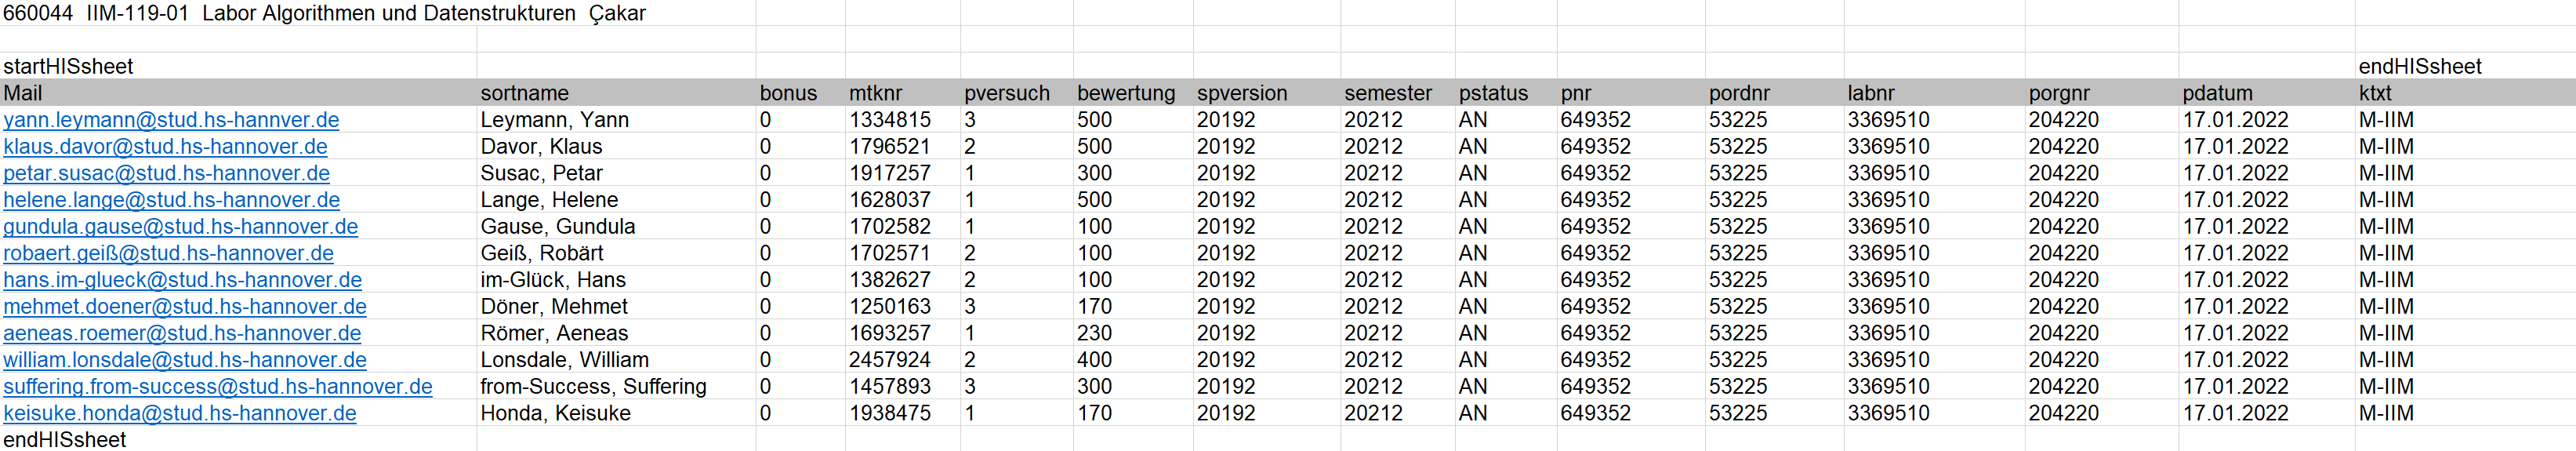 660044  IIM-119-01  Labor Algorithmen und Datenstrukturen  Çakar
startHISsheet endHISsheet
Mail sortname bonus mtknr pversuch bewertung spversion semester pstatus pnr pordnr labnr porgnr pdatum ktxt
yann.leymann@stud.hs-hannver.de Leymann, Yann 0 1334815 3 500 20192 20212 AN 649352 53225 3369510 204220 17.01.2022 M-IIM
klaus.davor@stud.hs-hannover.de Davor, Klaus 0 1796521 2 500 20192 20212 AN 649352 53225 3369510 204220 17.01.2022 M-IIM
petar.susac@stud.hs-hannover.de Susac, Petar 0 1917257 1 300 20192 20212 AN 649352 53225 3369510 204220 17.01.2022 M-IIM
helene.lange@stud.hs-hannover.de Lange, Helene 0 1628037 1 500 20192 20212 AN 649352 53225 3369510 204220 17.01.2022 M-IIM
gundula.gause@stud.hs-hannover.de Gause, Gundula 0 1702582 1 100 20192 20212 AN 649352 53225 3369510 204220 17.01.2022 M-IIM
robaert.geiß@stud.hs-hannover.de Geiß, Robärt 0 1702571 2 100 20192 20212 AN 649352 53225 3369510 204220 17.01.2022 M-IIM
hans.im-glueck@stud.hs-hannover.de im-Glück, Hans 0 1382627 2 100 20192 20212 AN 649352 53225 3369510 204220 17.01.2022 M-IIM
mehmet.doener@stud.hs-hannover.de Döner, Mehmet 0 1250163 3 170 20192 20212 AN 649352 53225 3369510 204220 17.01.2022 M-IIM
aeneas.roemer@stud.hs-hannover.de Römer, Aeneas 0 1693257 1 230 20192 20212 AN 649352 53225 3369510 204220 17.01.2022 M-IIM
william.lonsdale@stud.hs-hannover.de Lonsdale, William 0 2457924 2 400 20192 20212 AN 649352 53225 3369510 204220 17.01.2022 M-IIM
suffering.from-success@stud.hs-hannover.de from-Success, Suffering 0 1457893 3 300 20192 20212 AN 649352 53225 3369510 204220 17.01.2022 M-IIM
keisuke.honda@stud.hs-hannover.de Honda, Keisuke 0 1938475 1 170 20192 20212 AN 649352 53225 3369510 204220 17.01.2022 M-IIM
endHISsheet